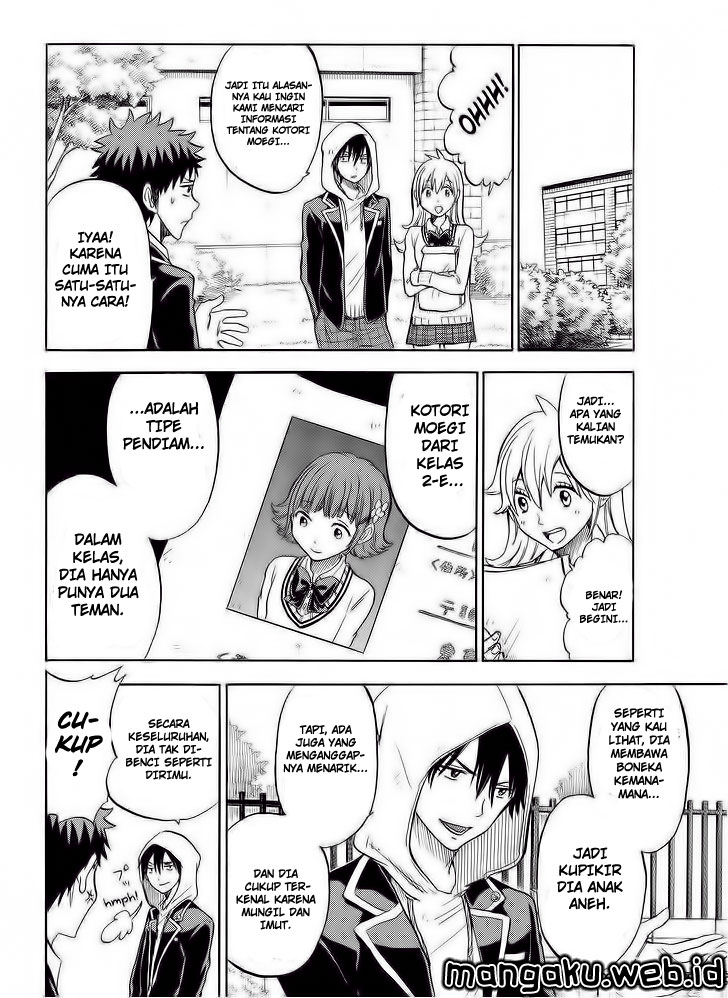 OHHH!
JADI ITU ALASAN-
NYA KAU INGIN
KAMI MENCARI
INFORMASI
TENTANG KOTORI
MOEGI...
IYAA!
KARENA
CUMA ITU
SATU-SATU-
NYA CARA!
JADI...
APA YANG
KALIAN
TEMUKAN?
BENAR!
JADI
BEGINI...
KOTORI
MOEGI
DARI
KELAS
2-E...
...ADALAH
TIPE
PENDIAM...
DALAM
KELAS,
DIA HANYA
PUNYA DUA
TEMAN.
SEPERTI
YANG KAU
LIHAT, DIA
MEMBAWA
BONEKA
KEMANA-
MANA...
JADI
KUPIKIR
DIA ANAK
ANEH.
TAPI, ADA
JUGA YANG
MENGANGGAP-
NYA MENARIK...
DAN DIA
CUKUP TER-
KENAL KARENA
MUNGIL DAN
IMUT.
SECARA
KESELURUHAN,
DIA TAK DI-
BENCI SEPERTI
DIRIMU.
hmph!
CU-
KUP
!
mangaku.web.id